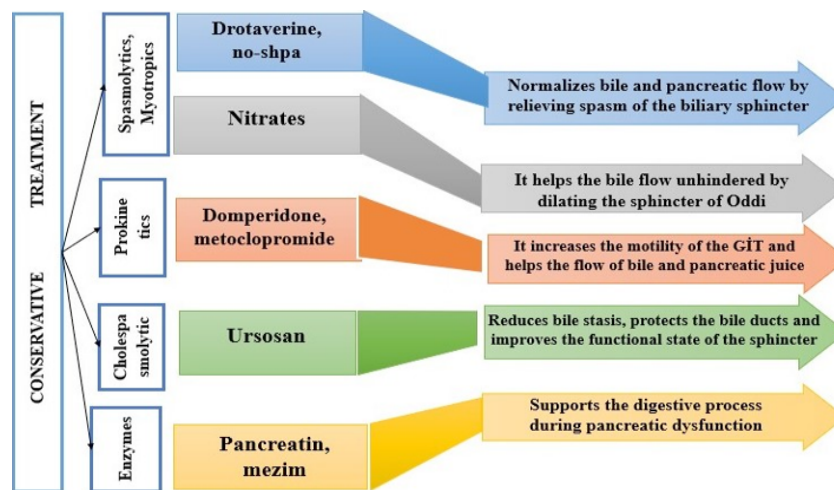 CONSERVATIVE TREATMENT
Spasmolytics,
Myotropics
Drotaverine,
no-shpa
Normalizes bile and pancreatic flow by
relieving spasm of the biliary sphincter
Nitrates
It helps the bile flow unhindered by
dilating the sphincter of Oddi
Prokine
tics
Domperidone,
metoclopromide
It increases the motility of the GİT and
helps the flow of bile and pancreatic juice
Cholespa
smolytic
Ursosan
Reduces bile stasis, protects the bile ducts and
improves the functional state of the sphincter
Enzymes
Pancreatin,
mezim
Supports the digestive process
during pancreatic dysfunction